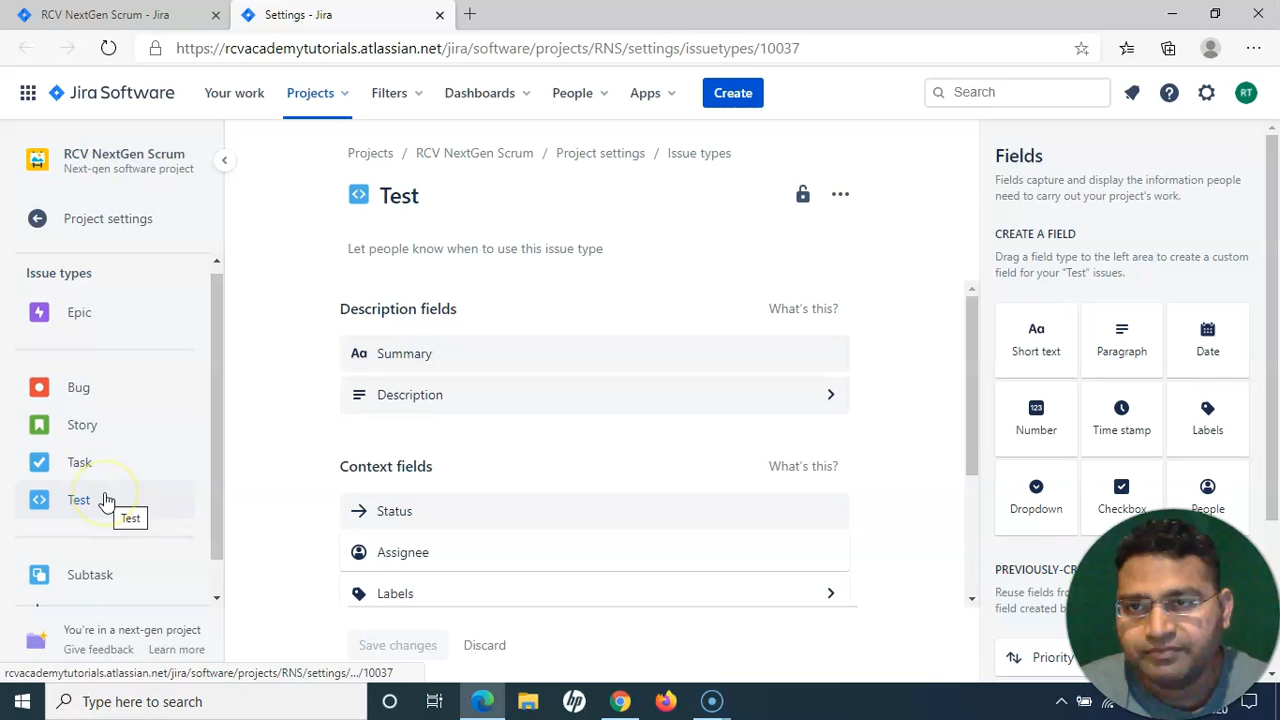 RCV NextGen Scrum - Jira
Settings - Jira
https://rcvacademytutorials.atlassian.net/jira/software/projects/RNS/settings/issuetypes/10037
Jira Software
Your work
Projects
Filters
Dashboards
People
Apps
Create
Search
RT
RCV NextGen Scrum
Next-gen software project
Project settings
Issue types
Epic
Bug
Story
Task
Test
Test
Subtask
You're in a next-gen project
Give feedback
Learn more
Projects / RCV NextGen Scrum / Project settings / Issue types
Test
Let people know when to use this issue type
Description fields
What's this?
Aa Summary
Description
Context fields
What's this?
Status
Assignee
Labels
Save changes
Discard
Fields
Fields capture and display the information people
need to carry out your project's work.
CREATE A FIELD
Drag a field type to the left area to create a custom
field for your "Test" issues.
Aa
Short text
Paragraph
Date
123
Number
Time stamp
Labels
Dropdown
Checkbox
People
Reuse fields
field created
Priority
rcvacademytutorials.atlassian.net/jira/software/projects/RNS/settings/.../10037
Type here to search
hp